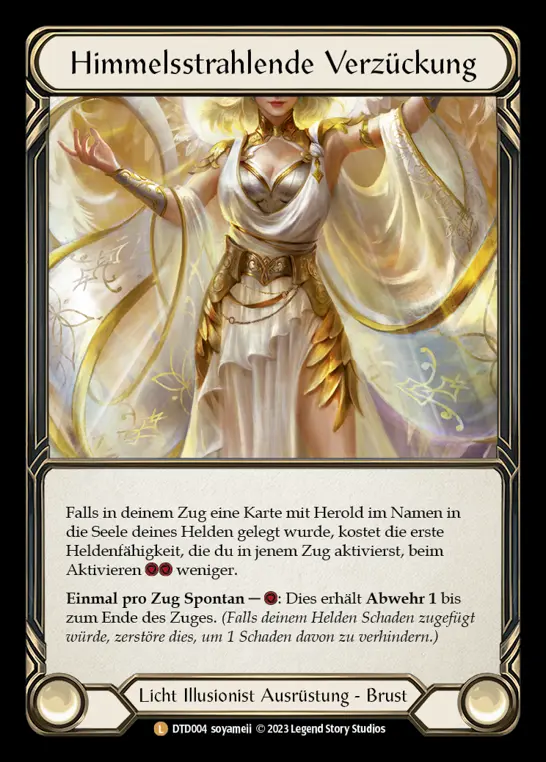 Himmelsstrahlende Verzückung
Falls in deinem Zug eine Karte mit Herold im Namen in
die Seele deines Helden gelegt wurde, kostet die erste
Heldenfähigkeit, die du in jenem Zug aktivierst, beim
Aktivieren weniger.
Einmal pro Zug Spontan — : Dies erhält Abwehr 1 bis
zum Ende des Zuges. (Falls deinem Helden Schaden zugefügt
würde, zerstöre dies, um 1 Schaden davon zu verhindern.)
Licht Illusionist Ausrüstung - Brust
L DTD004 soyameii © 2023 Legend Story Studios